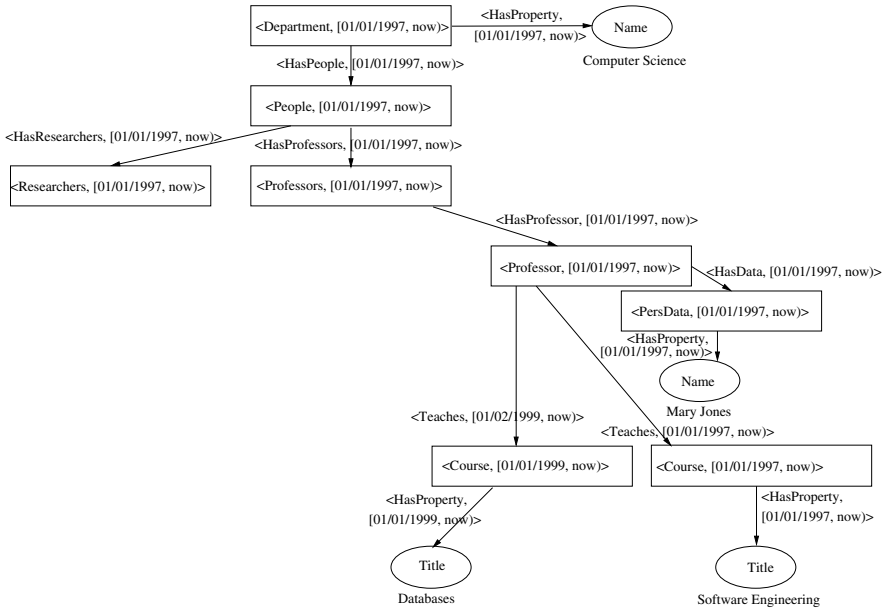 <Department, [01/01/1997, now)>
<HasProperty,
[01/01/1997, now)>
Name
Computer Science
<HasPeople, [01/01/1997, now)>
<People, [01/01/1997, now)>
<HasResearchers, [01/01/1997, now)>
<HasProfessors, [01/01/1997, now)>
<Researchers, [01/01/1997, now)>
<Professors, [01/01/1997, now)>
<HasProfessor, [01/01/1997, now)>
<Professor, [01/01/1997, now)>
<HasData, [01/01/1997, now)>
<PersData, [01/01/1997, now)>
<HasProperty,
[01/01/1997, now)>
Name
Mary Jones
<Teaches, [01/02/1999, now)>
<Teaches, [01/01/1997, now)>
<Course, [01/01/1999, now)>
<Course, [01/01/1997, now)>
<HasProperty,
[01/01/1999, now)>
<HasProperty,
[01/01/1997, now)>
Title
Databases
Title
Software Engineering